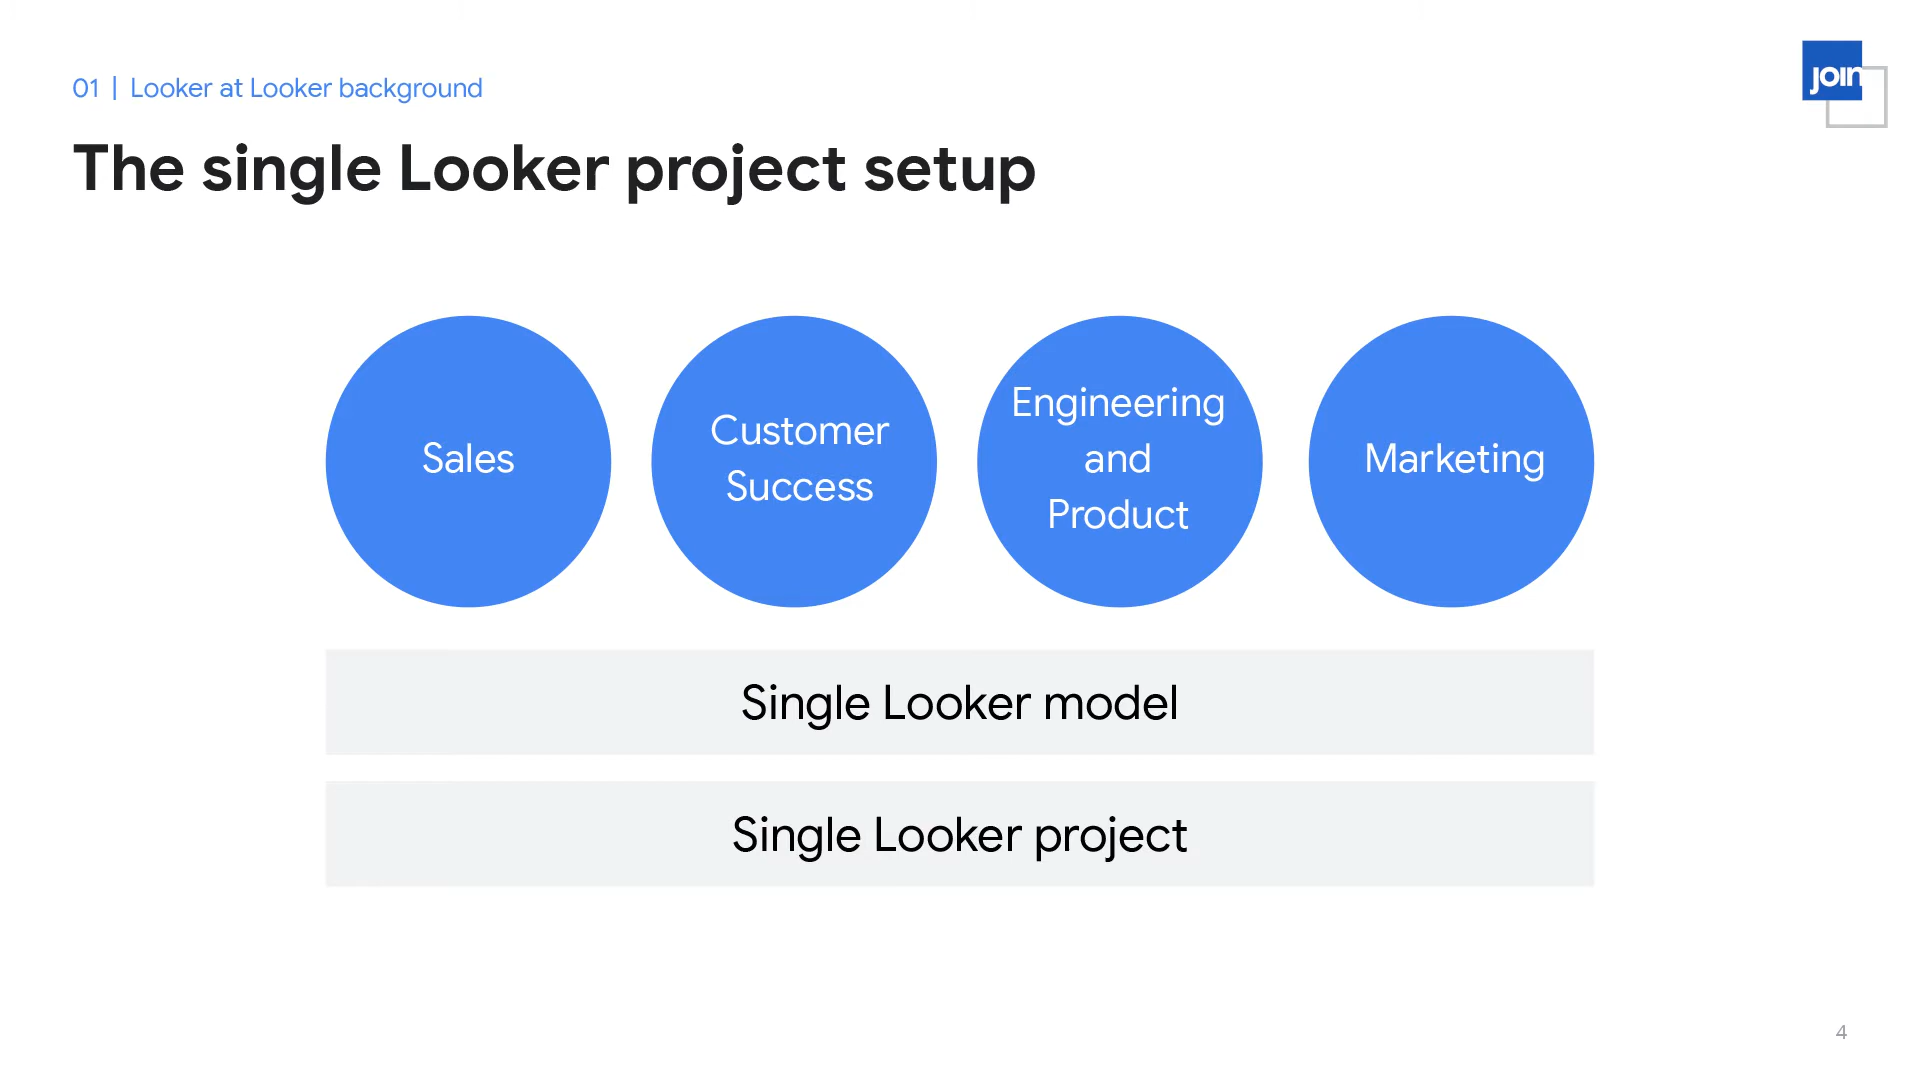 01 | Looker at Looker background
join
The single Looker project setup
Sales
Customer
Success
Engineering
and
Product
Marketing
Single Looker model
Single Looker project
4